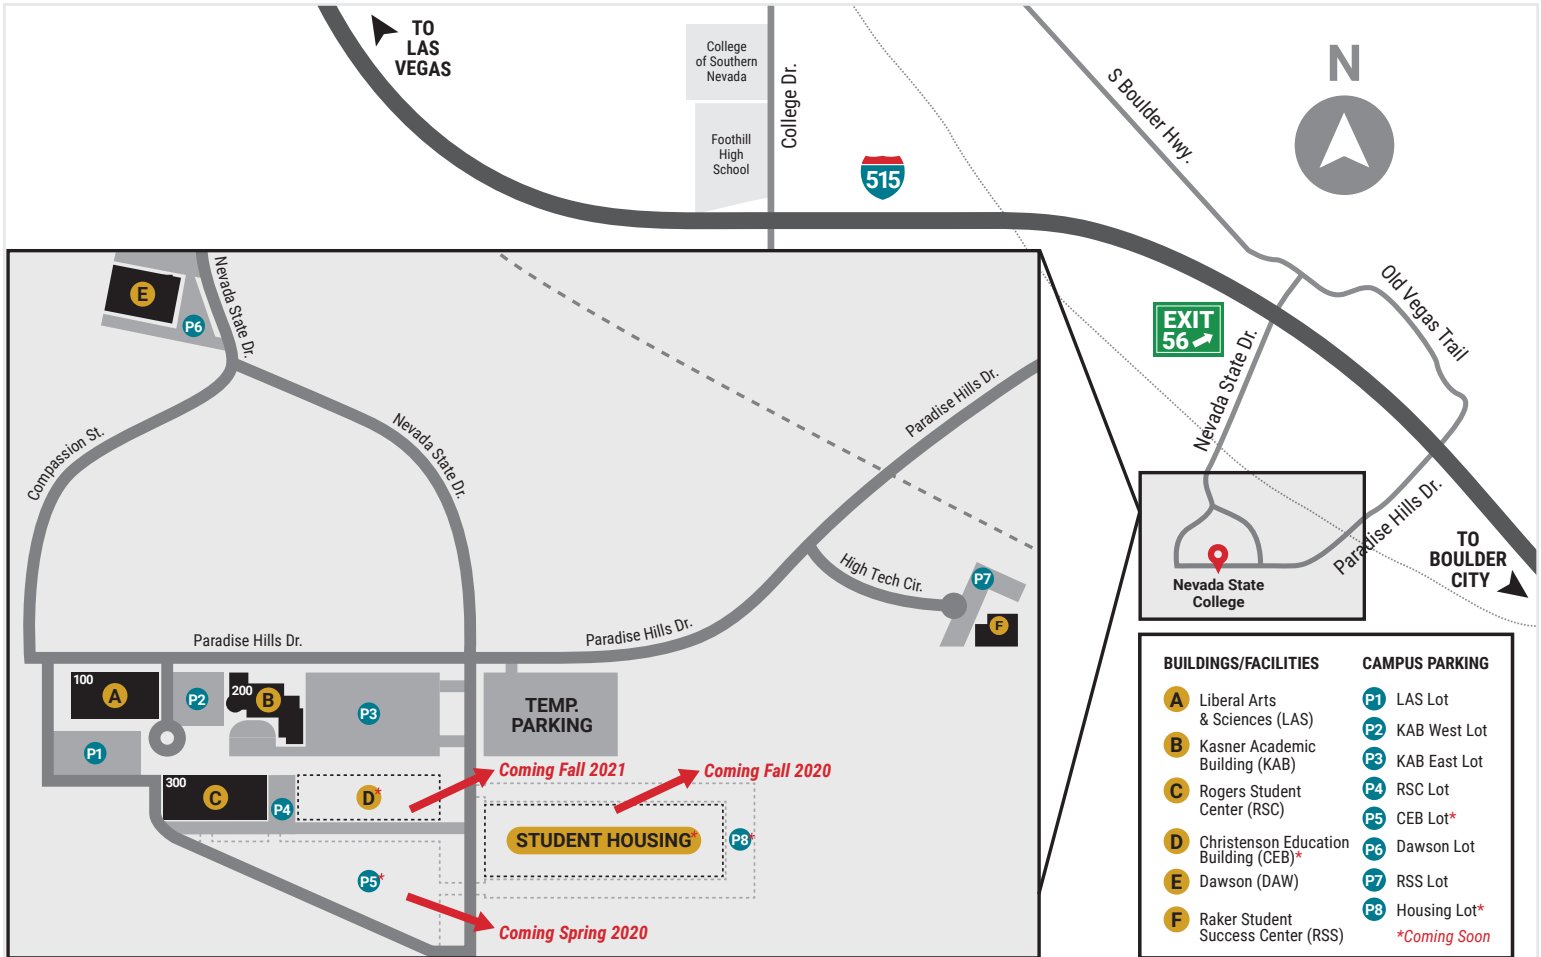 TO
LAS
VEGAS
College
of Southern
Nevada
Foothill
High
School
College Dr.
515
S Boulder Hwy.
N
Old Vegas Trail
EXIT
56
Nevada State Dr.
Paradise Hills Dr.
TO
BOULDER
CITY
Nevada State
College
E
P6
Nevada State Dr.
Compassion St.
Nevada State Dr.
Paradise Hills Dr.
High Tech Cir.
P7
F
Paradise Hills Dr.
Paradise Hills Dr.
100
A
P2
200
B
P3
TEMP.
PARKING
P1
300
C
P4
D*
Coming Fall 2021
Coming Fall 2020
STUDENT HOUSING*
P8*
P5*
Coming Spring 2020
BUILDINGS/FACILITIES
A Liberal Arts
& Sciences (LAS)
B Kasner Academic
Building (KAB)
C Rogers Student
Center (RSC)
D Christenson Education
Building (CEB)*
E Dawson (DAW)
F Raker Student
Success Center (RSS)
CAMPUS PARKING
P1 LAS Lot
P2 KAB West Lot
P3 KAB East Lot
P4 RSC Lot
P5 CEB Lot*
P6 Dawson Lot
P7 RSS Lot
P8 Housing Lot*
*Coming Soon